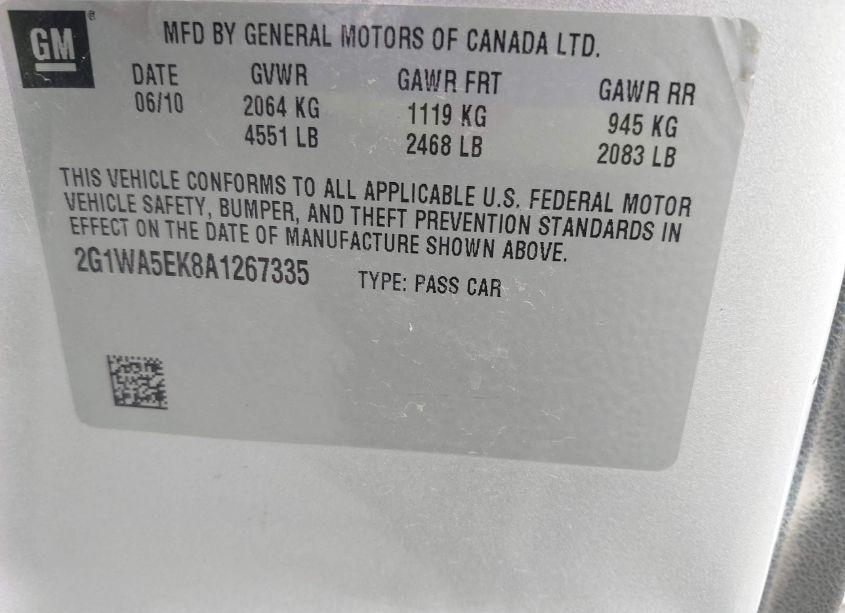 GM ®
MFD BY GENERAL MOTORS OF CANADA LTD.
DATE GVWR GAWR FRT GAWR RR
06/10 2064 KG 1119 KG 945 KG
4551 LB 2468 LB 2083 LB
THIS VEHICLE CONFORMS TO ALL APPLICABLE U.S. FEDERAL MOTOR
VEHICLE SAFETY, BUMPER, AND THEFT PREVENTION STANDARDS IN
EFFECT ON THE DATE OF MANUFACTURE SHOWN ABOVE.
2G1WA5EK8A1267335 TYPE: PASS CAR